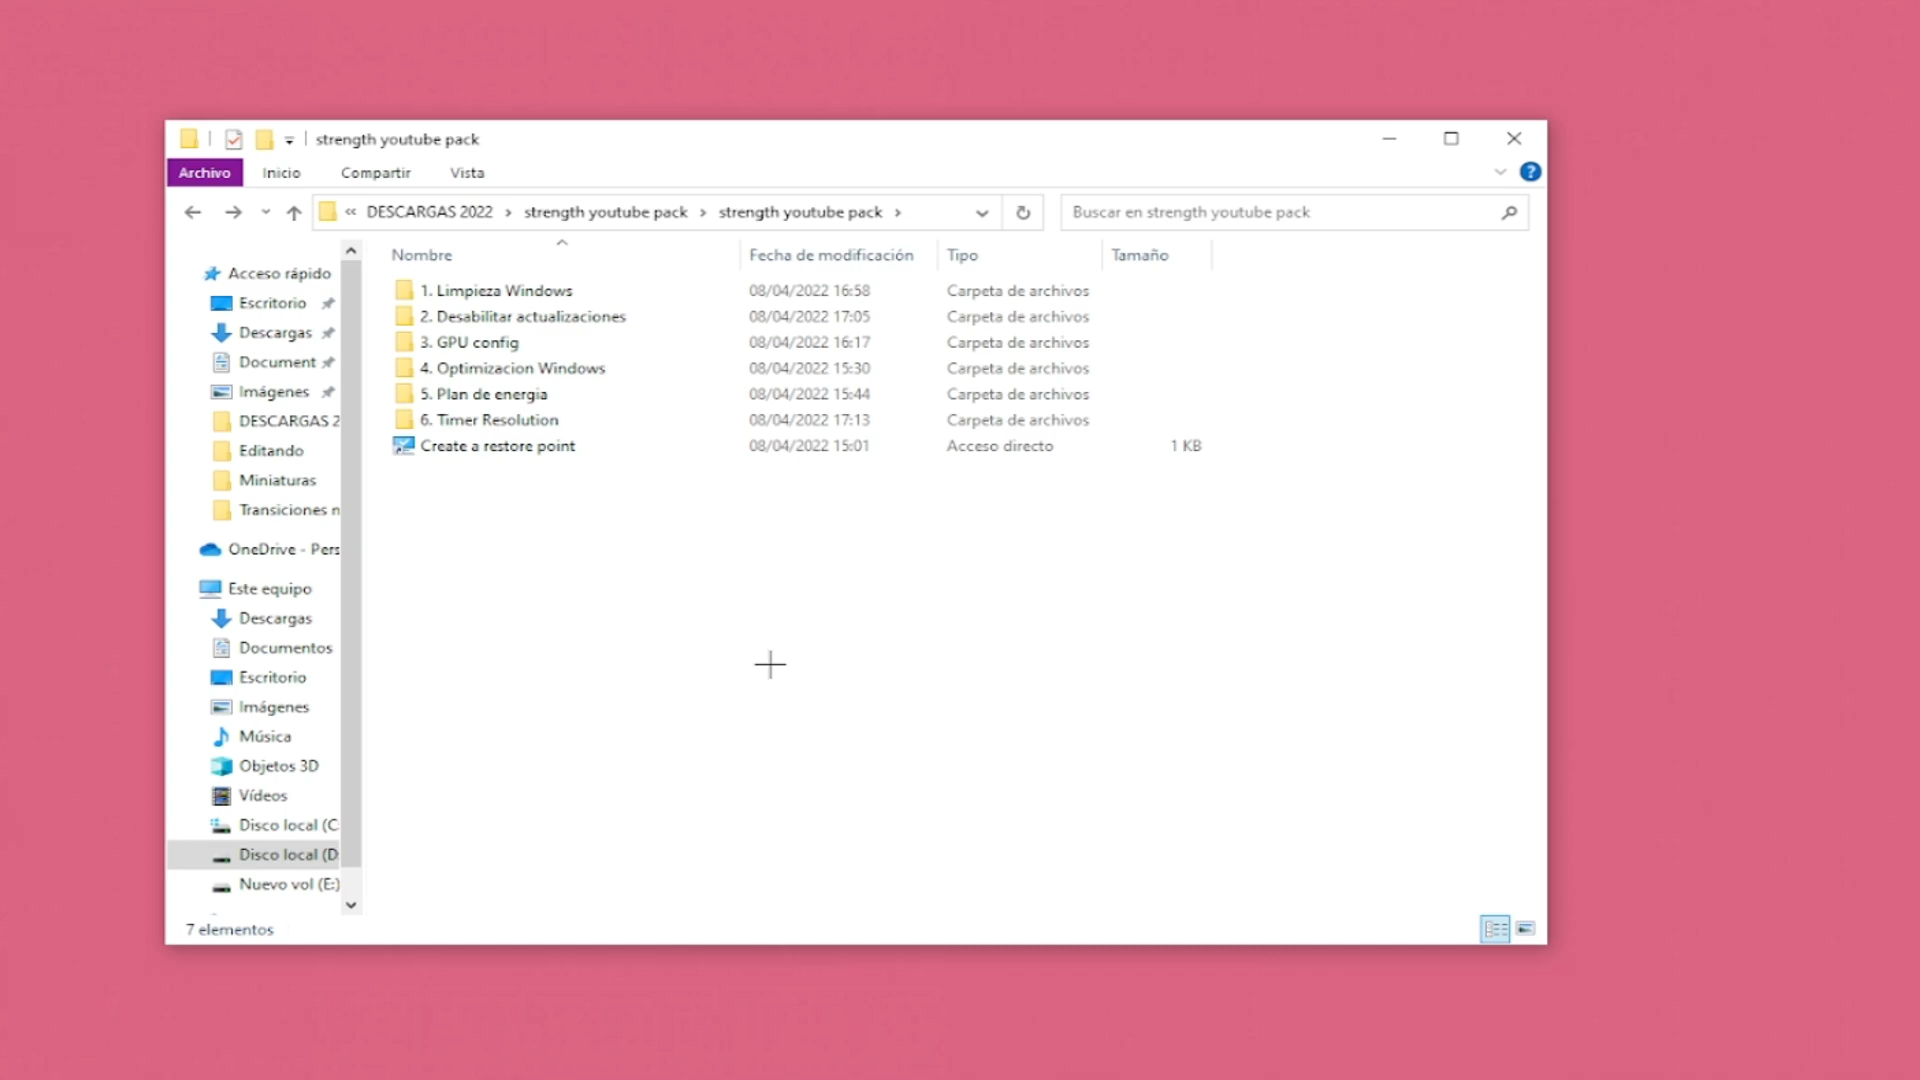 strength youtube pack
Archivo Inicio Compartir Vista ?
« DESCARGAS 2022 › strength youtube pack › strength youtube pack › Buscar en strength youtube pack
Nombre Fecha de modificación Tipo Tamaño
Acceso rápido
Escritorio
Descargas
Document
Imágenes
DESCARGAS 2
Editando
Miniaturas
Transiciones n
OneDrive - Pers
Este equipo
Descargas
Documentos
Escritorio
Imágenes
Música
Objetos 3D
Vídeos
Disco local (C:
Disco local (D:
Nuevo vol (E:)
1. Limpieza Windows 08/04/2022 16:58 Carpeta de archivos
2. Desabilitar actualizaciones 08/04/2022 17:05 Carpeta de archivos
3. GPU config 08/04/2022 16:17 Carpeta de archivos
4. Optimizacion Windows 08/04/2022 15:30 Carpeta de archivos
5. Plan de energia 08/04/2022 15:44 Carpeta de archivos
6. Timer Resolution 08/04/2022 17:13 Carpeta de archivos
Create a restore point 08/04/2022 15:01 Acceso directo 1 KB
7 elementos